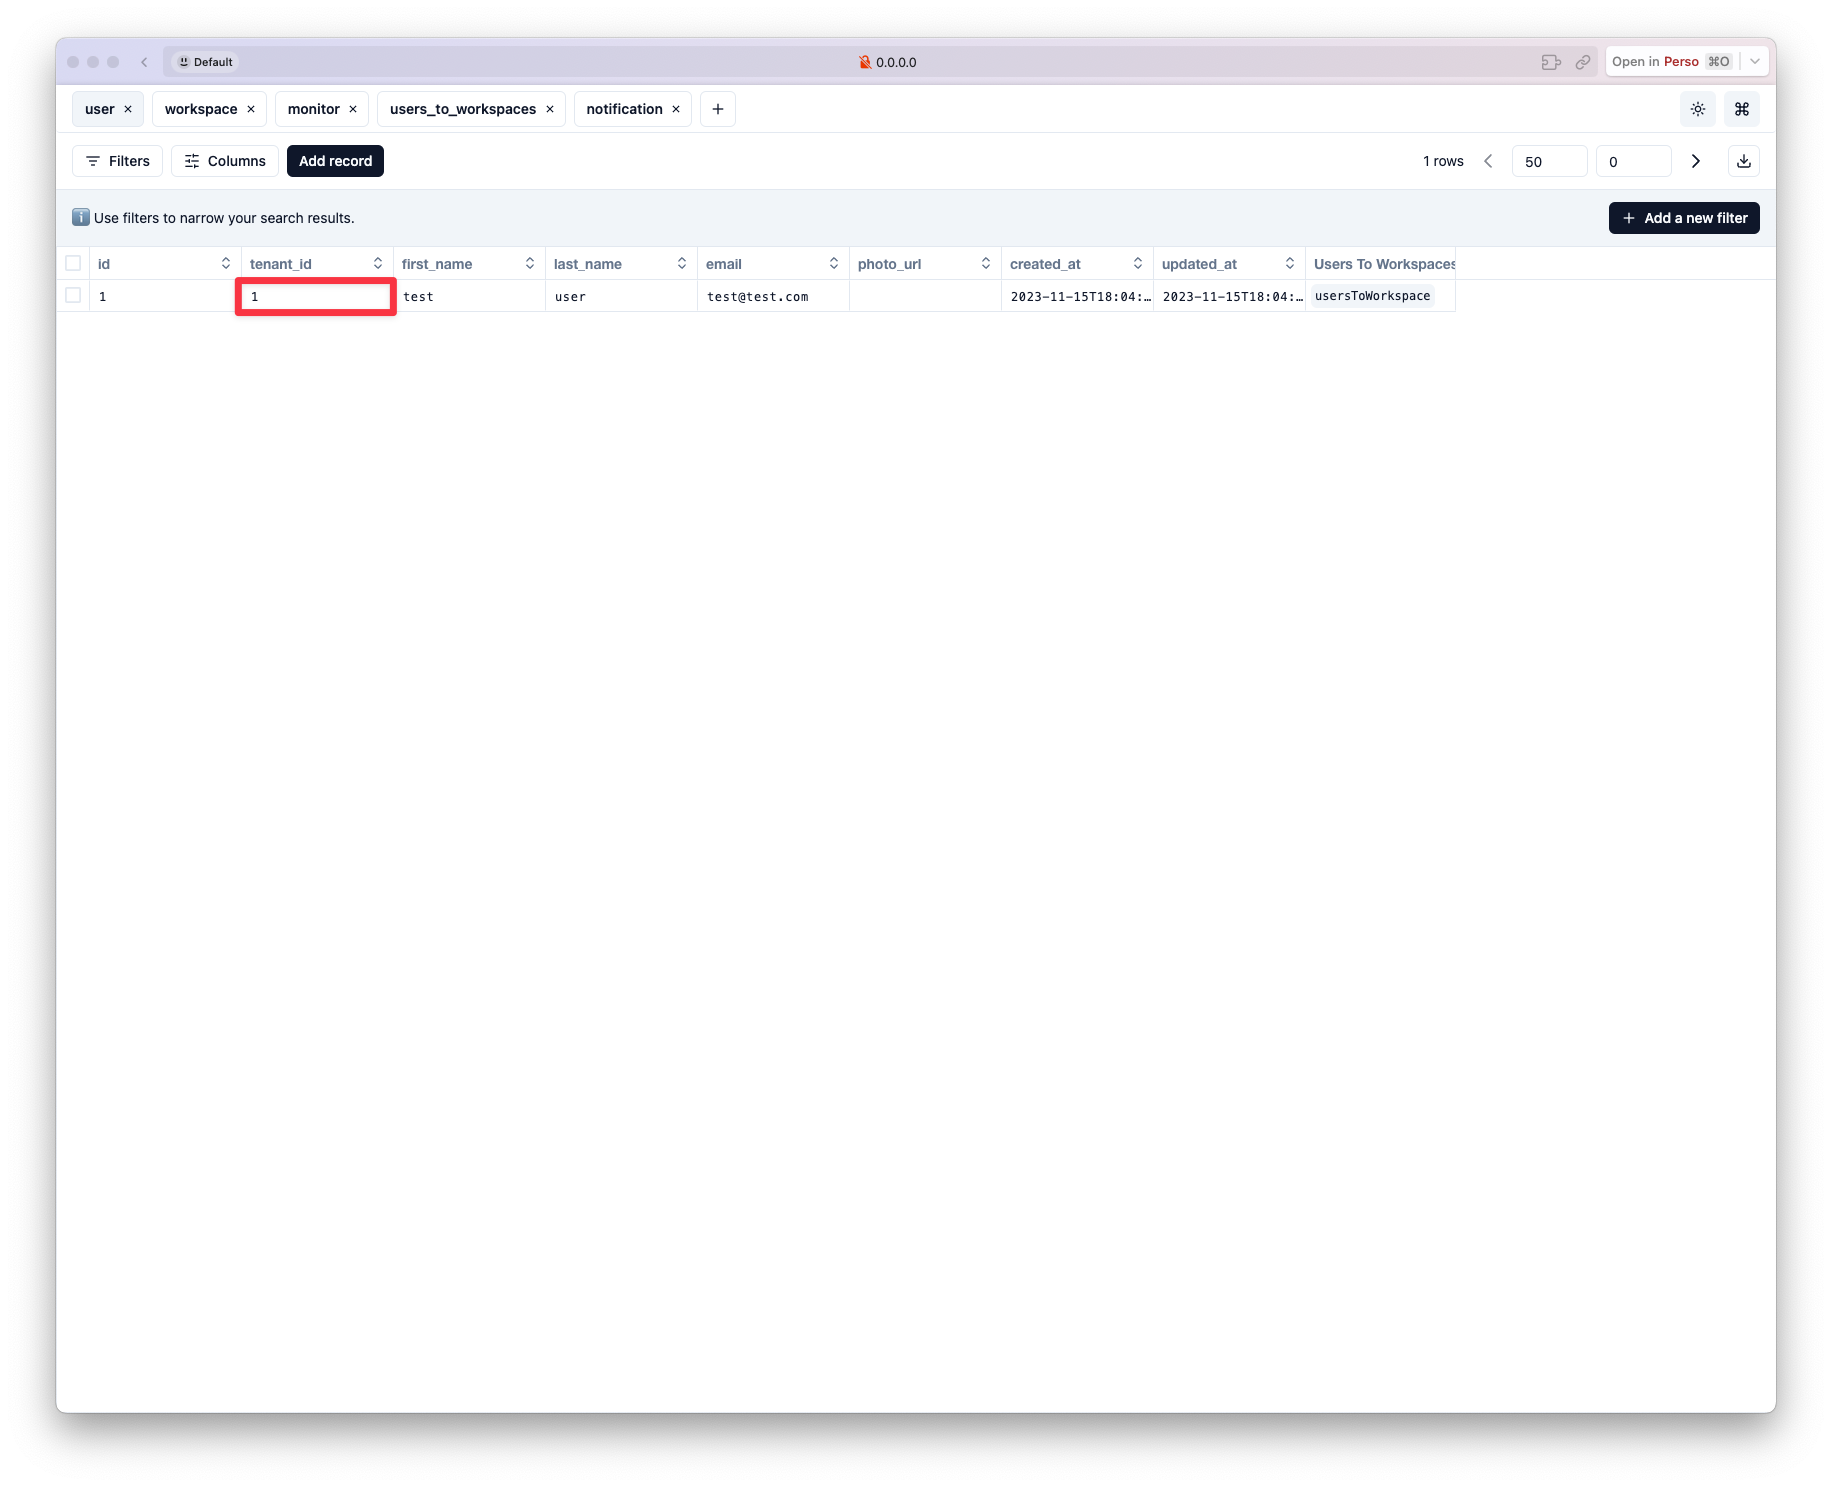 Default
0.0.0.0
Open in Perso ⌘O
user ×
workspace ×
monitor ×
users_to_workspaces ×
notification ×
+
⌘
Filters
Columns
Add record
1 rows
50
0
Use filters to narrow your search results.
+ Add a new filter
id
tenant_id
first_name
last_name
email
photo_url
created_at
updated_at
Users To Workspaces
1
1
test
user
test@test.com
2023-11-15T18:04:…
2023-11-15T18:04:…
usersToWorkspace